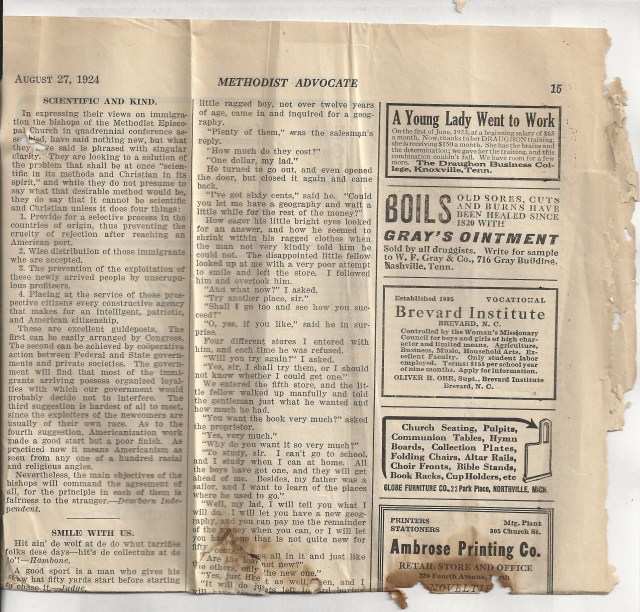 AUGUST 27, 1924
METHODIST ADVOCATE
15
SCIENTIFIC AND KIND.
In expressing their views on immigra-
tion the bishops of the Methodist Episco-
pal Church in quadrennial conference as-
have said nothing new, but what
they said is phrased with singular
clarity. They are looking to a solution of
the problem that shall be at once "scien-
tific in its methods and Christian in its
spirit," and while they do not presume to
say what that desirable method would be,
they do say that it cannot be scientific
and Christian unless it does four things:
1. Provide for a selective process in the
countries of origin, thus preventing the
cruelty of rejection after reaching an
American port.
2. Wise distribution of those immigrants
who are accepted.
3. The prevention of the exploitation of
these newly arrived people by unscrup-
ulous profiteers.
4. Placing at the service of these pros-
pective citizens every constructive agency
that makes for an intelligent, patriotic,
and American citizenship.
These are excellent guideposts. The
first can be easily arranged by Congress.
The second can be achieved by coöperative
action between Federal and State govern-
ments and private societies. The govern-
ment will find that most of the immi-
grants arriving possess organized loyal-
ties with which our government would
probably decide not to interfere. The
third suggestion is hardest of all to meet,
since the exploiters of the newcomers are
usually of their own race. As to the
fourth suggestion, Americanization work
made a good start but a poor finish. As
practiced now it means Americanism as
seen from any one of a hundred racial
and religious angles.
Nevertheless, the main objectives of the
bishops will command the agreement of
all, for the principle in each of them is
fairness to the stranger.—Dearborn Inde-
pendent.
SMILE WITH US.
Hit ain' de wolf at de do what tarrifies
folks dese days—hit's de collectuhs at de
do'!—Hambone.
A good sport is a man who gives his
hat fifty yards start before starting
to chase it.—Judge.
little ragged boy, not over twelve years
of age, came in and inquired for a geog-
raphy.
"Plenty of them," was the salesman's
reply.
"How much do they cost?"
"One dollar, my lad."
He turned to go out, and even opened
the door, but closed it again and came
back.
"I've got sixty cents," said he. "Could
you let me have a geography and wait a
little while for the rest of the money?"
How eager his little bright eyes looked
for an answer, and how he seemed to
shrink within his ragged clothes when
the man not very kindly told him he
could not. The disappointed little fellow
looked up at me with a very poor attempt
to smile and left the store. I followed
him and overtook him.
"And what now?" I asked.
"Try another place, sir."
"Shall I go too and see how you suc-
ceed?"
"O, yes, if you like," said he in sur-
prise.
Four different stores I entered with
him, and each time he was refused.
"Will you try again?" I asked.
"Yes, sir, I shall try them, or I should
not know whether I could get one."
We entered the fifth store, and the lit-
tle fellow walked up manfully and told
the gentleman just what he wanted and
how much he had.
"You want the book very much?" asked
the proprietor.
"Yes, very much."
"Why do you want it so very much?"
"To study, sir. I can't go to school,
and I study when I can at home. All
the boys have got one, and they will get
ahead of me. Besides, my father was a
sailor, and I want to learn of the places
where he used to go."
"Well, my lad, I will tell you what I
will do. I will let you have a new geog-
raphy, and you can pay me the remainder
of the money when you can, or I will let
you have one that is not quite new for
fifty cents."
"Are the leaves all in it and just like
the others, only not now?"
"Yes, just like the new one."
"It will do just as well, then, and I
A Young Lady Went to Work
On the first of June, 1923, at a beginning salary of $65
a month. Now, thanks to her DRAUGHON training,
she is receiving $150 a month. She has the brains and
the determination; we gave her the training, and this
combination couldn't fail. We have room for a few
more. The Draughon Business Col-
lege, Knoxville, Tenn.
BOILS
OLD SORES, CUTS
AND BURNS HAVE
BEEN HEALED SINCE
1820 WITH
GRAY'S OINTMENT
Sold by all druggists. Write for sample
to W. F. Gray & Co., 716 Gray Building,
Nashville, Tenn.
Established 1895
VOCATIONAL
Brevard Institute
BREVARD, N. C.
Controlled by the Woman's Missionary
Council for boys and girls of high char-
acter and limited means. Agriculture,
Business, Music, Household Arts. Ex-
cellent Faculty. Only student labor
employed. Terms: $155 per school year
of nine months. Apply for information.
OLIVER H. ORR, Supt., Brevard Institute
Brevard, N. C.
Church Seating, Pulpits,
Communion Tables, Hymn
Boards, Collection Plates,
Folding Chairs, Altar Rails,
Choir Fronts, Bible Stands,
Book Racks, Cup Holders, etc
GLOBE FURNITURE CO., 23 Park Place, NORTHVILLE, MICH.
PRINTERS
STATIONERS
Mfg. Plant
305 Church St.
Ambrose Printing Co.
RETAIL STORE AND OFFICE
Fourth Avenue,
NOVELTIES